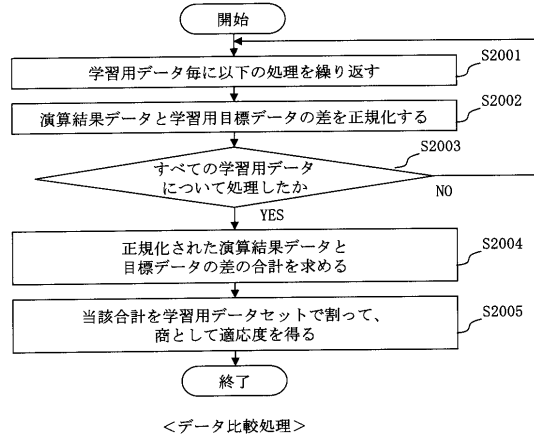 開始
学習用データ毎に以下の処理を繰り返す
S2001
演算結果データと学習用目標データの差を正規化する
S2002
すべての学習用データ
について処理したか
S2003
NO
YES
正規化された演算結果データと
目標データの差の合計を求める
S2004
当該合計を学習用データセットで割って、
商として適応度を得る
S2005
終了
<データ比較処理>